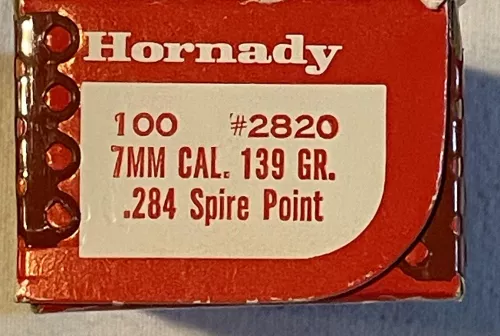 Hornady
100 #2820
7MM CAL. 139 GR.
.284 Spire Point